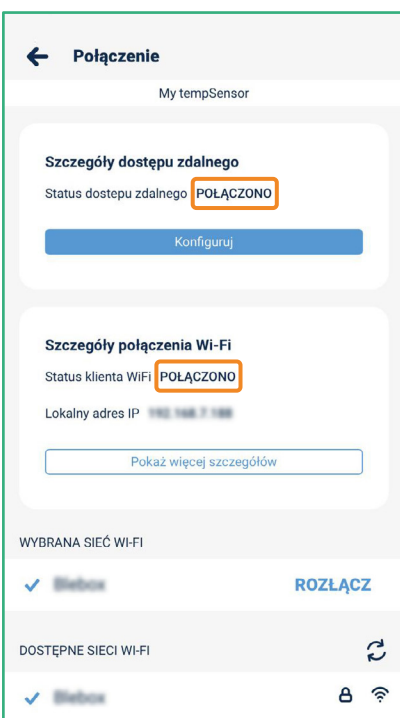 Połączenie
My tempSensor
Szczegóły dostępu zdalnego
Status dostepu zdalnego POŁĄCZONO
Konfiguruj
Szczegóły połączenia Wi-Fi
Status klienta WiFi POŁĄCZONO
Lokalny adres IP
Pokaż więcej szczegółów
WYBRANA SIEĆ WI-FI
ROZŁĄCZ
DOSTĘPNE SIECI WI-FI